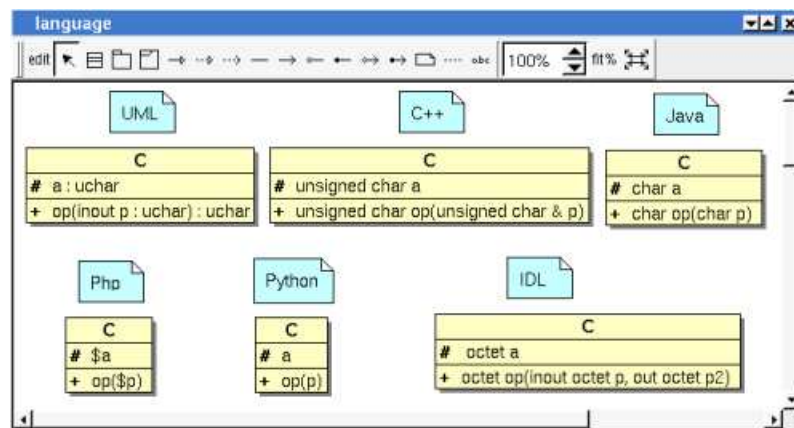 language
edit abc 100% fit%
UML C++ Java
C
# a : uchar
+ op(inout p : uchar) : uchar
C
# unsigned char a
+ unsigned char op(unsigned char & p)
C
# char a
+ char op(char p)
Php Python IDL
C
# $a
+ op($p)
C
# a
+ op(p)
C
# octet a
+ octet op(inout octet p, out octet p2)